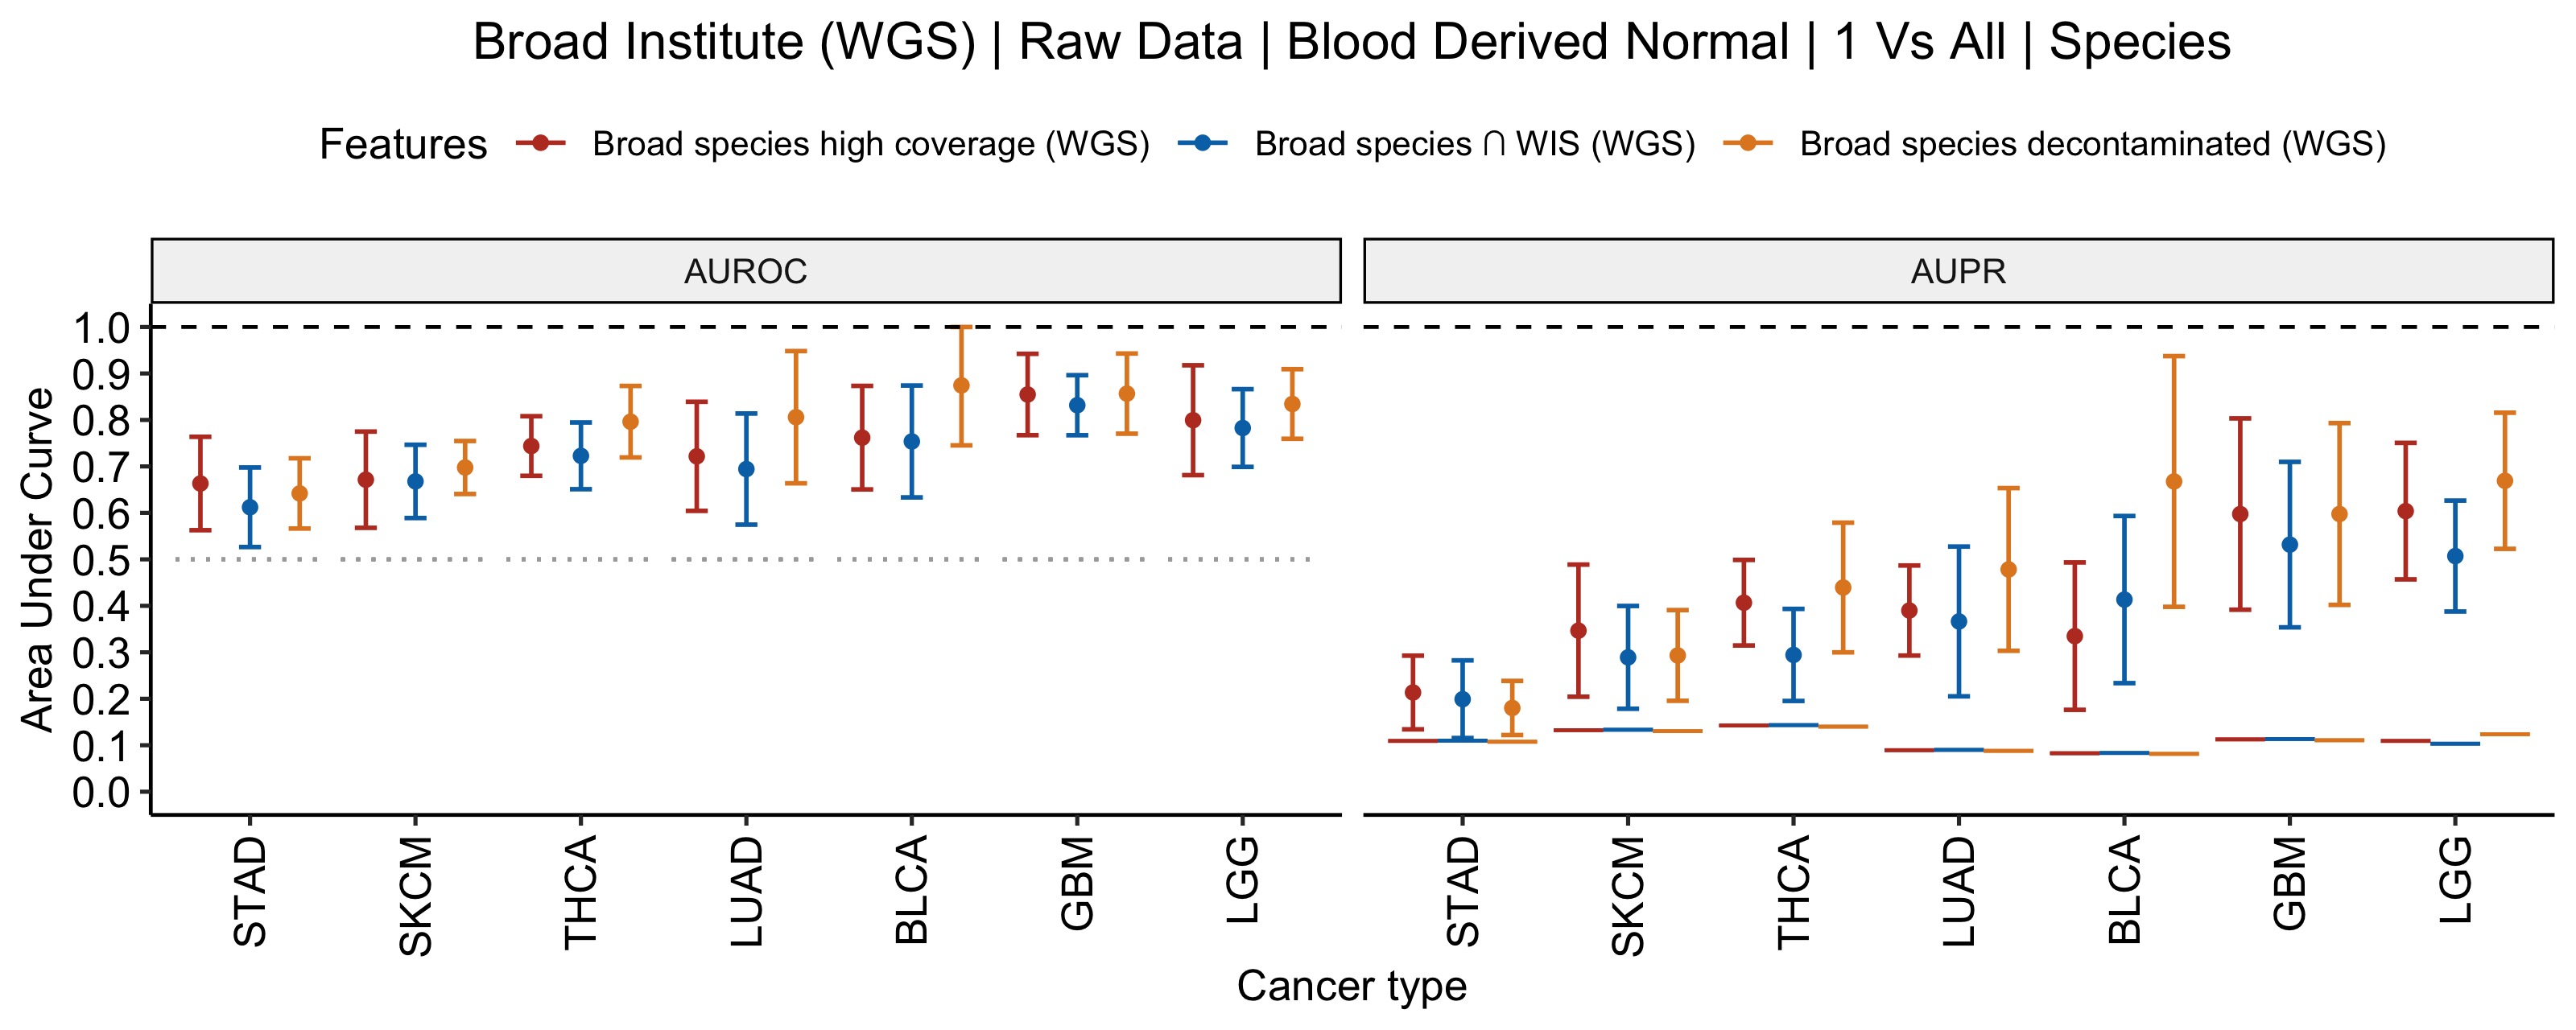 Broad Institute (WGS) | Raw Data | Blood Derived Normal | 1 Vs All | Species
Features Broad species high coverage (WGS) Broad species ∩ WIS (WGS) Broad species decontaminated (WGS)
AUROC AUPR
Area Under Curve
1.0
0.9
0.8
0.7
0.6
0.5
0.4
0.3
0.2
0.1
0.0
STAD SKCM THCA LUAD BLCA GBM LGG STAD SKCM THCA LUAD BLCA GBM LGG
Cancer type